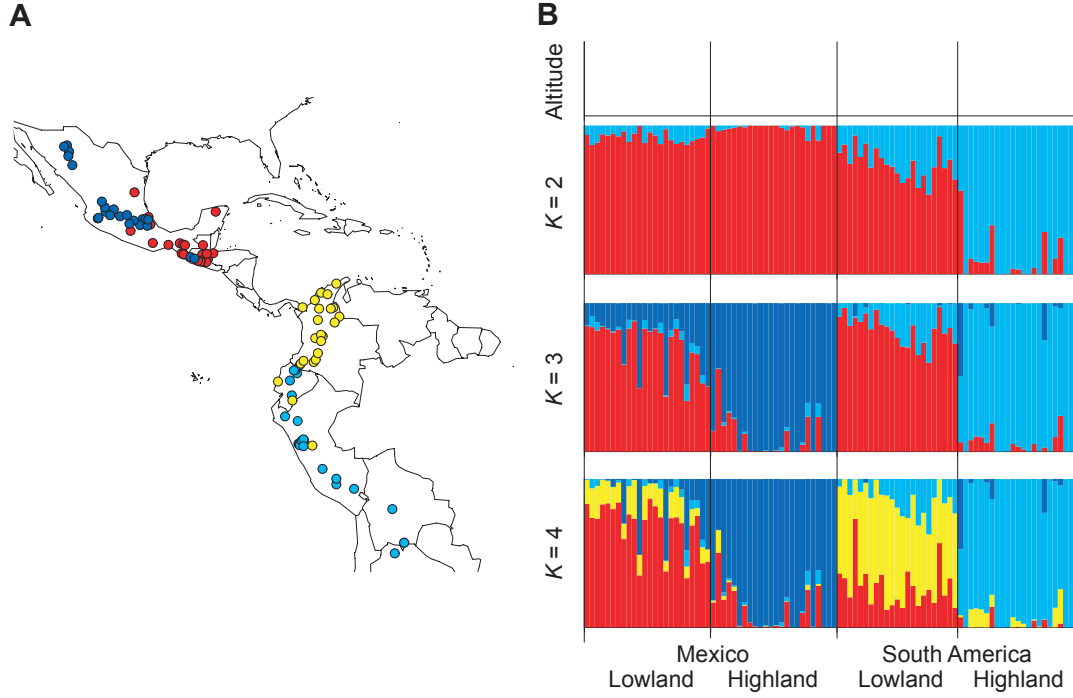 A
B
Altitude
K = 2
K = 3
K = 4
Mexico
South America
Lowland
Highland
Lowland
Highland